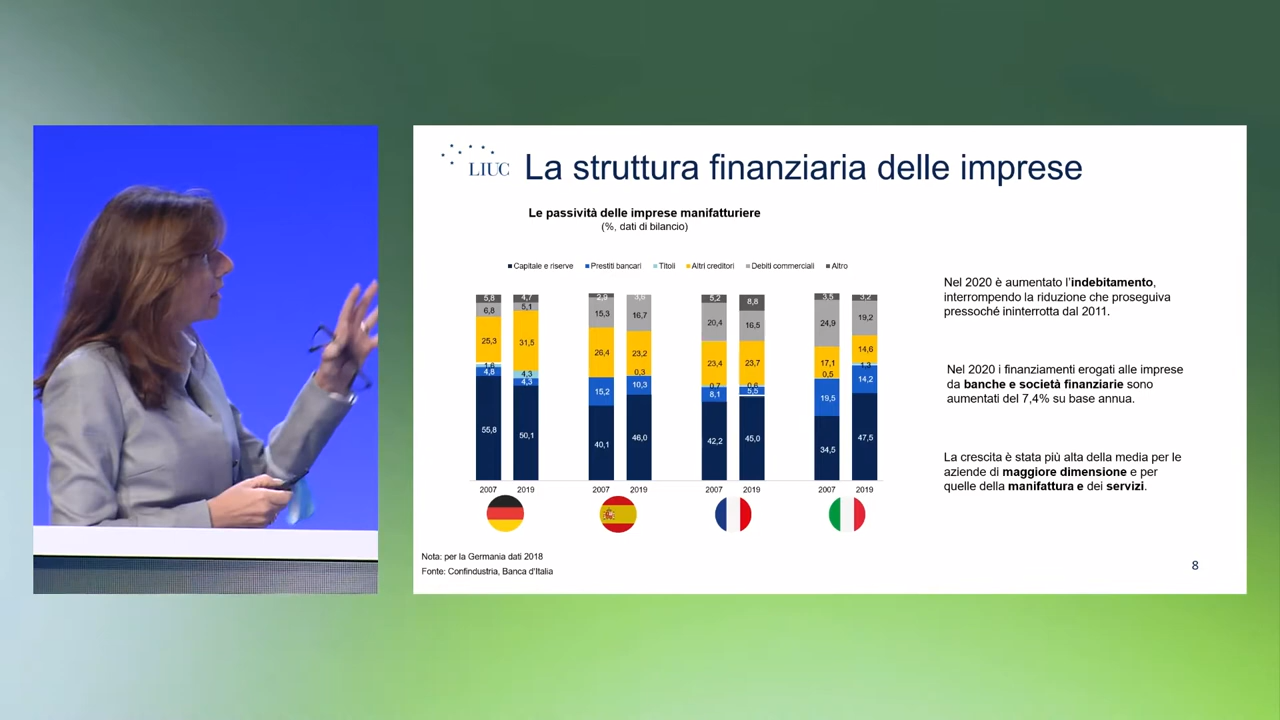 LIUC
La struttura finanziaria delle imprese
Le passività delle imprese manifatturiere
(%, dati di bilancio)
Capitale e riserve Prestiti bancari Titoli Altri creditori Debiti commerciali Altro
5,8 4,7 2,9 3,8 5,2 8,8 3,5 3,2
6,8 5,1 15,3 16,7 20,4 16,5 24,9 19,2
25,3 31,5 26,4 23,2 23,4 23,7 17,1 14,6
4,3 0,3 0,7 0,6 0,5 1,3
4,8 4,3 15,2 10,3 8,1 5,5 19,5 14,2
55,8 50,1 40,1 46,0 42,2 45,0 34,5 47,5
2007 2019 2007 2019 2007 2019 2007 2019
Nota: per la Germania dati 2018
Fonte: Confindustria, Banca d'Italia
Nel 2020 è aumentato l'indebitamento,
interrompendo la riduzione che proseguiva
pressoché ininterrotta dal 2011.
Nel 2020 i finanziamenti erogati alle imprese
da banche e società finanziarie sono
aumentati del 7,4% su base annua.
La crescita è stata più alta della media per le
aziende di maggiore dimensione e per
quelle della manifattura e dei servizi.
8